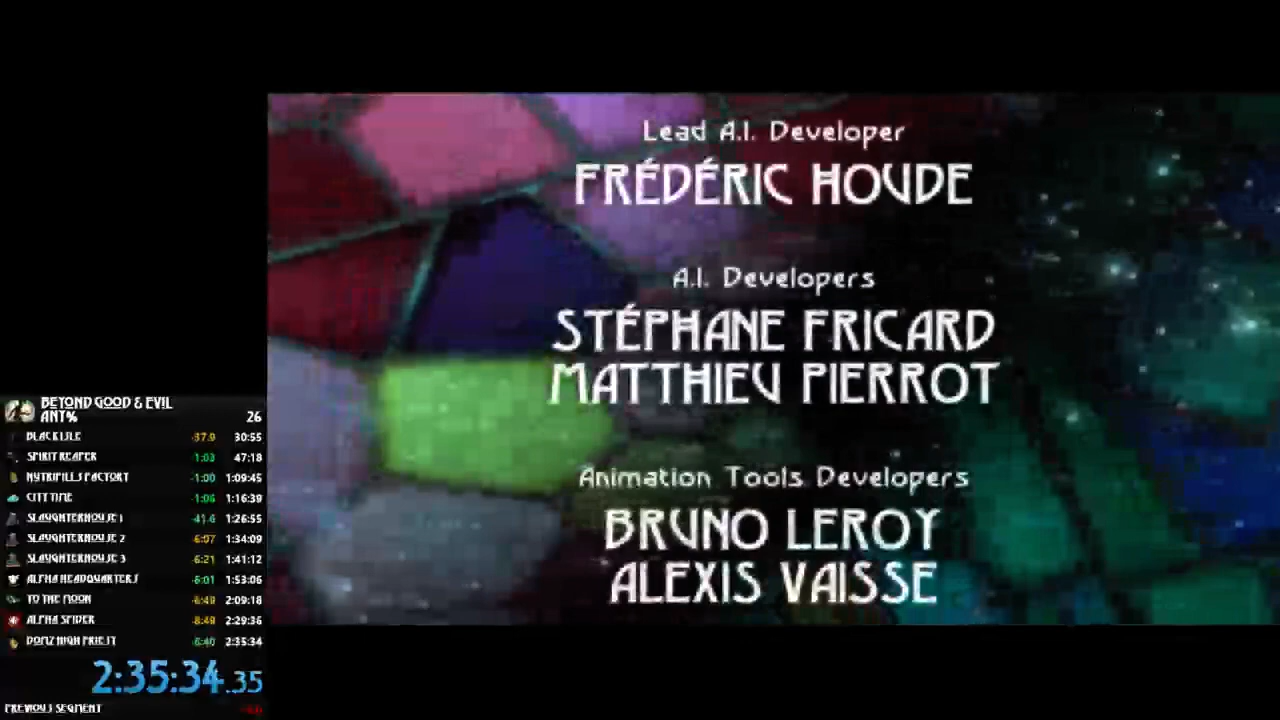 Lead A.I. Developer
FRÉDÉRIC HOUDE
A.I. Developers
STÉPHANE FRICARD
MATTHIEU PIERROT
Animation Tools Developers
BRUNO LEROY
ALEXIS VAISSE
BEYOND GOOD & EVIL
ANY% 26
BLACK ISLE -37.9 30:55
SPIRIT REAPER -1:03 47:18
NUTRIPILLS FACTORY -1:00 1:09:45
CITY TIME -1:06 1:16:39
SLAUGHTERHOUSE 1 -41.6 1:26:55
SLAUGHTERHOUSE 2 -6:07 1:34:09
SLAUGHTERHOUSE 3 -6:21 1:41:12
ALPHA HEADQUARTERS -6:01 1:53:06
TO THE MOON -8:49 2:09:18
ALPHA SPIDER -8:49 2:29:36
DOMZ HIGH PRIEST -6:40 2:35:34
2:35:34.35
PREVIOUS SEGMENT